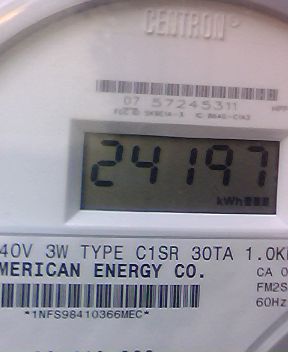 CENTRON®
07 57245311
24197
kWh
40V 3W TYPE C1SR 30TA 1.0K
MERICAN ENERGY CO.
CA 0
FM2S
60Hz
*1NFS98410366MEC*